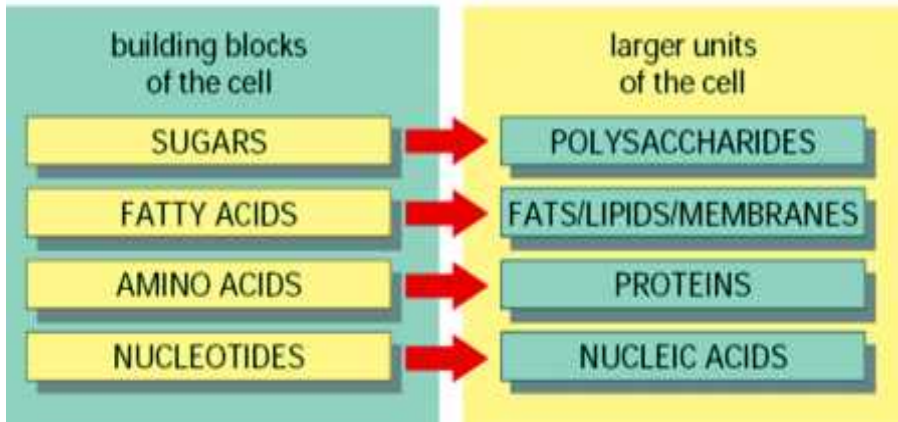 building blocks
of the cell
SUGARS
FATTY ACIDS
AMINO ACIDS
NUCLEOTIDES
larger units
of the cell
POLYSACCHARIDES
FATS/LIPIDS/MEMBRANES
PROTEINS
NUCLEIC ACIDS